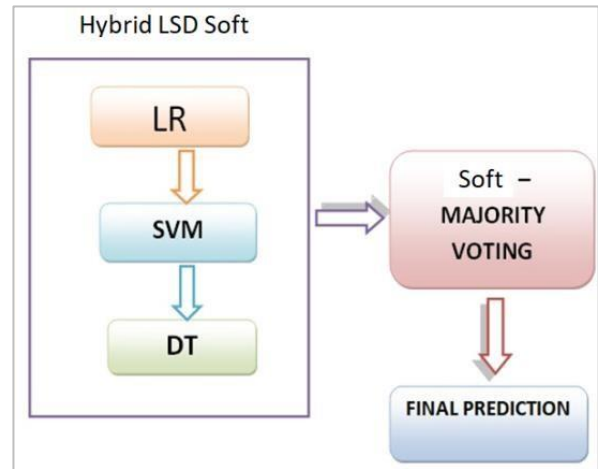 Hybrid LSD Soft
LR
SVM
DT
Soft –
MAJORITY
VOTING
FINAL PREDICTION